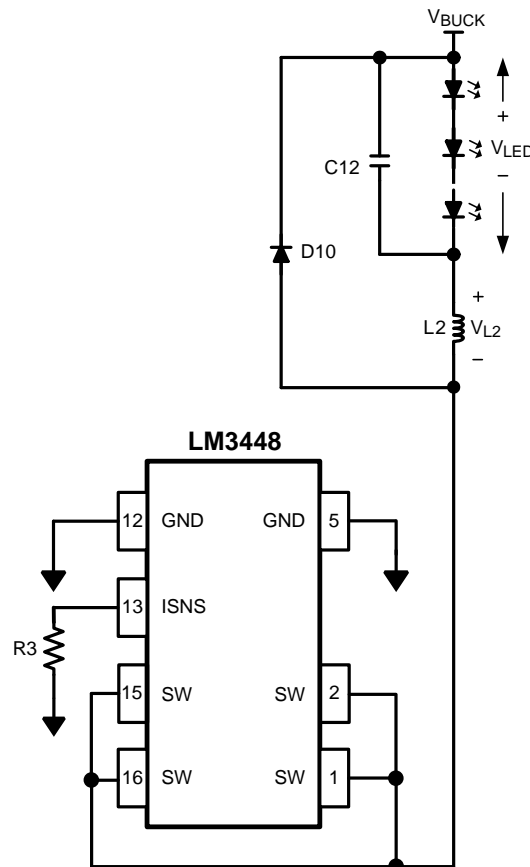 VBUCK
+
VLED
−
C12
D10
+
L2
VL2
−
LM3448
12 GND GND 5
13 ISNS
R3
15 SW SW 2
16 SW SW 1